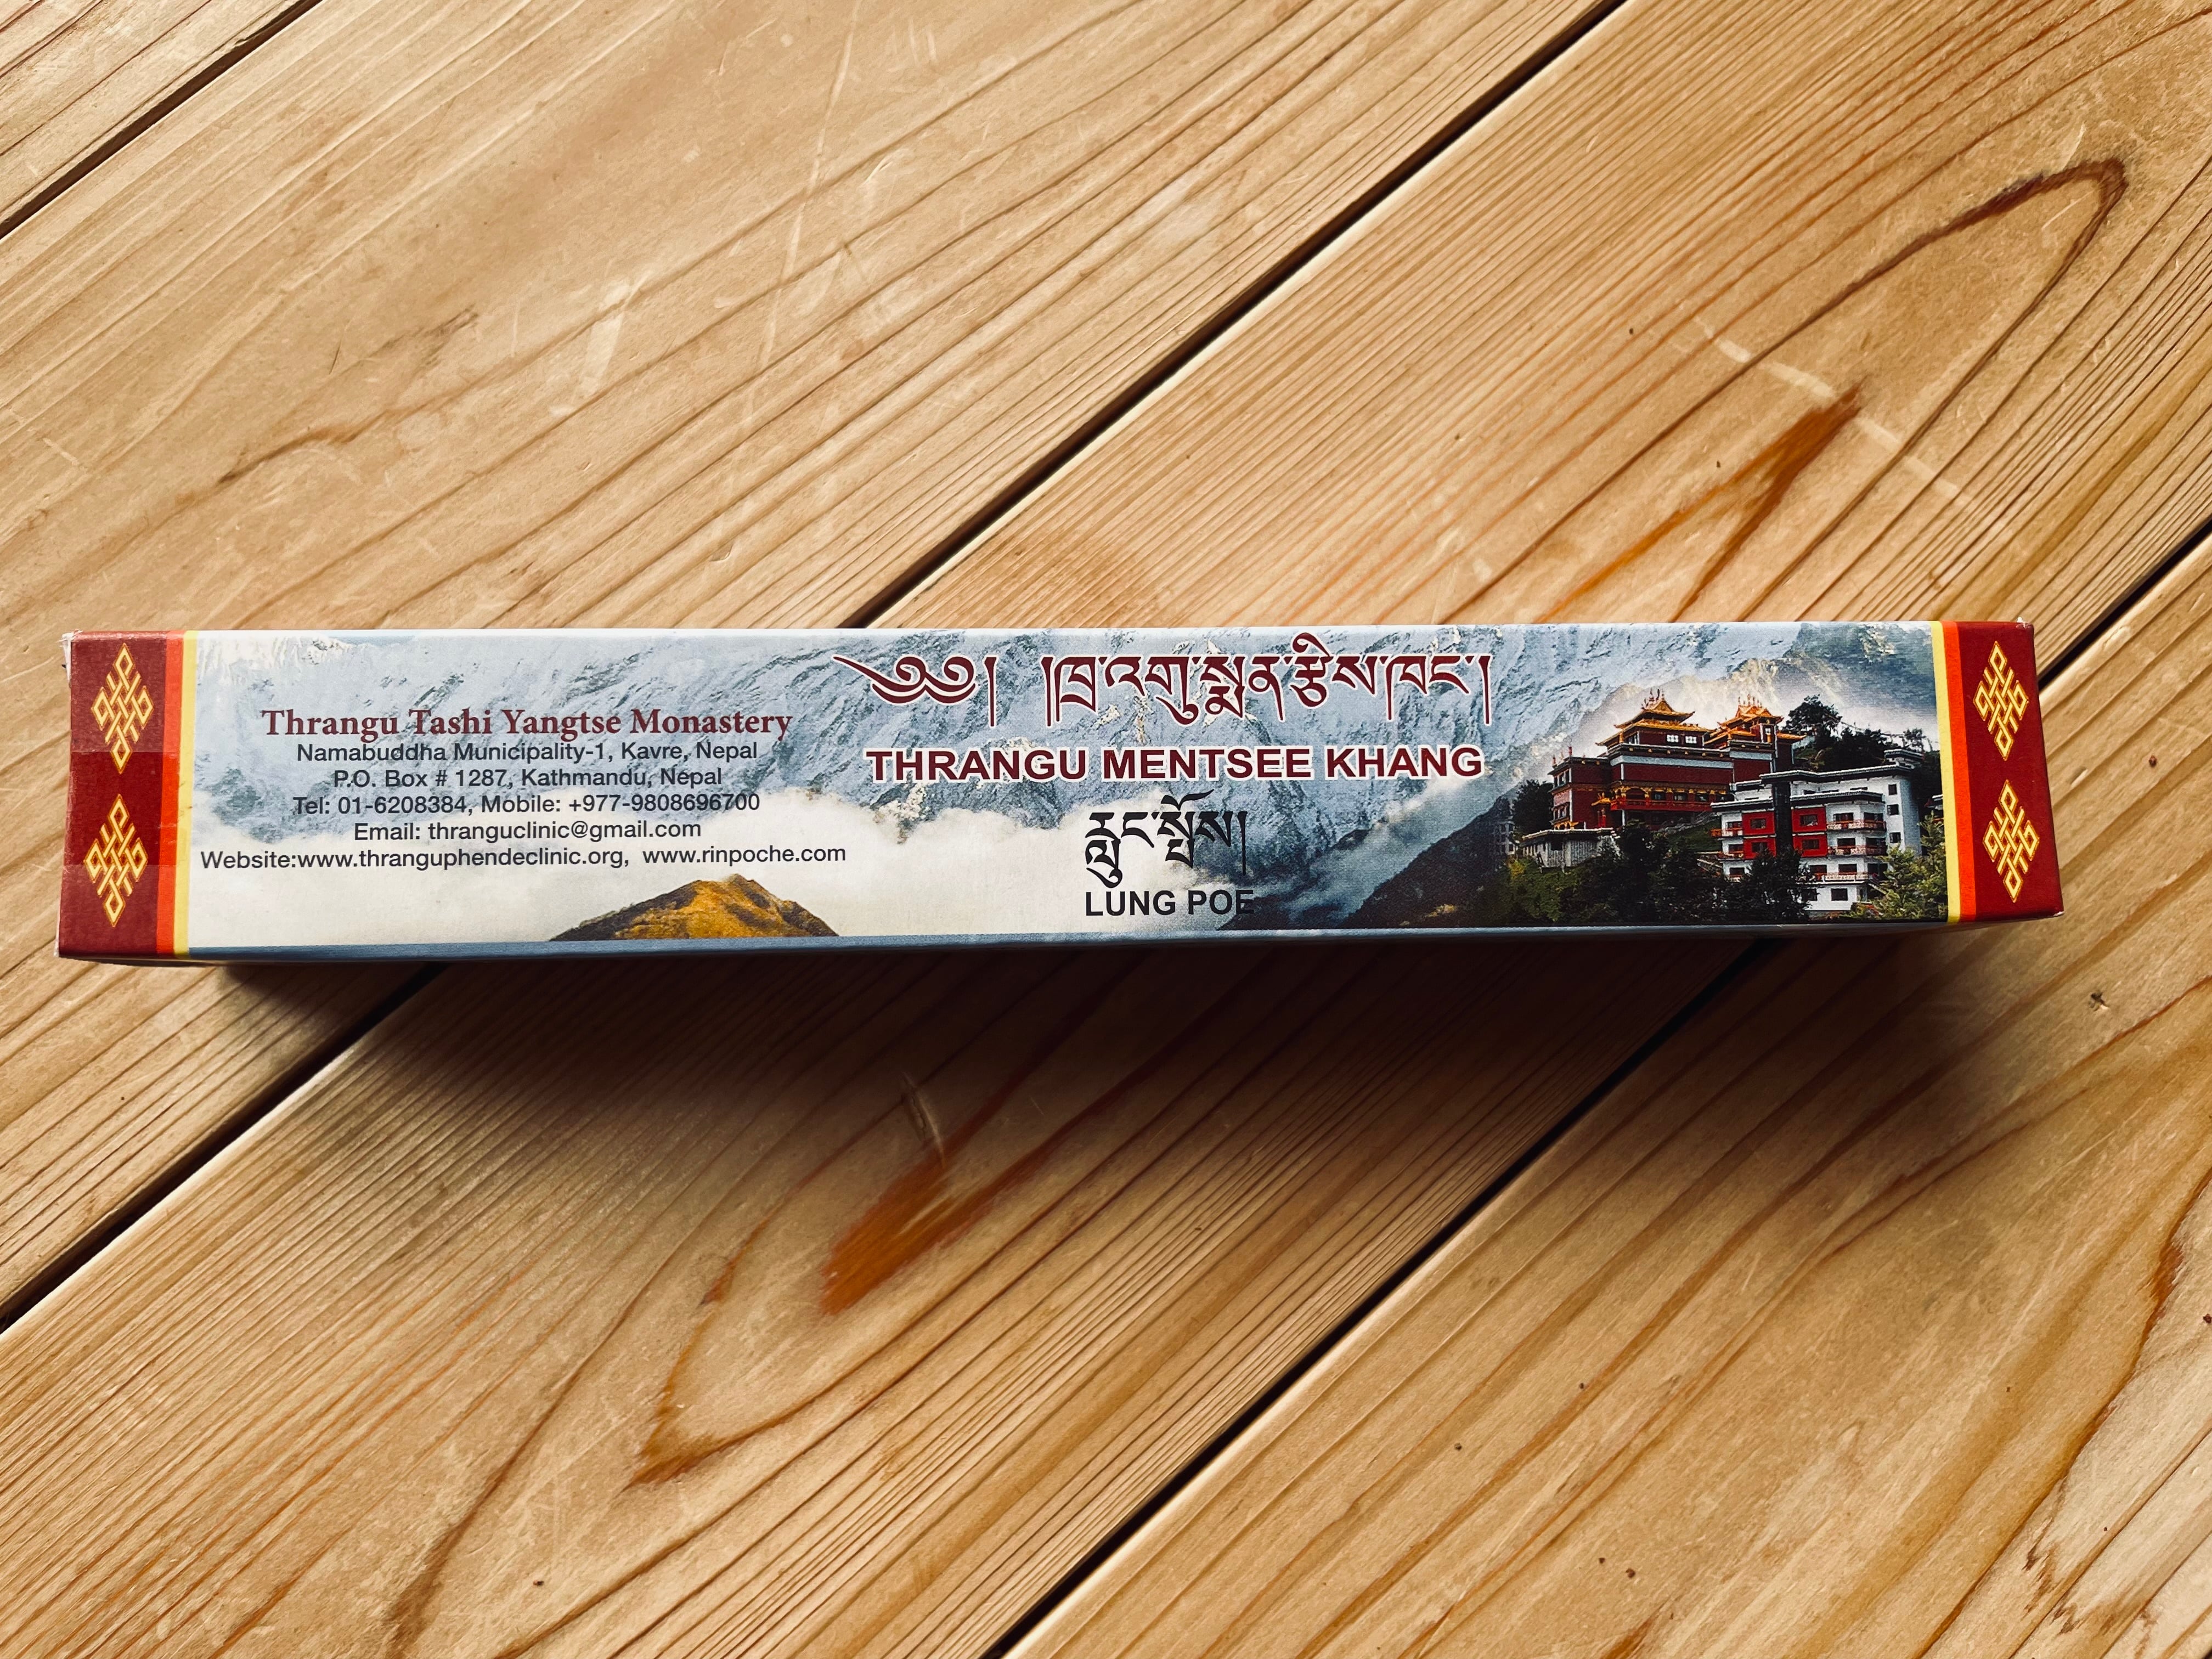 Thrangu Tashi Yangtse Monastery
Namabuddha Municipality-1, Kavre, Nepal
P.O. Box # 1287, Kathmandu, Nepal
Tel: 01-6208384, Mobile: +977-9808696700
Email: thranguclinic@gmail.com
Website:www.thranguphendeclinic.org, www.rinpoche.com
༄༅། །ཁྲ་འགུ་སྨན་རྩིས་ཁང་།
THRANGU MENTSEE KHANG
རླུང་སྤོས།
LUNG POE